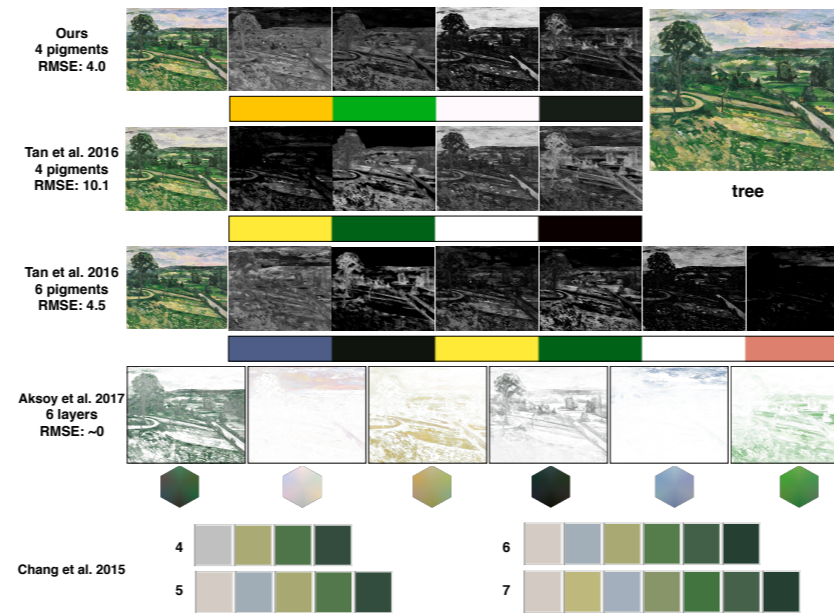 Ours
4 pigments
RMSE: 4.0
tree
Tan et al. 2016
4 pigments
RMSE: 10.1
Tan et al. 2016
6 pigments
RMSE: 4.5
Aksoy et al. 2017
6 layers
RMSE: ~0
Chang et al. 2015
4
5
6
7